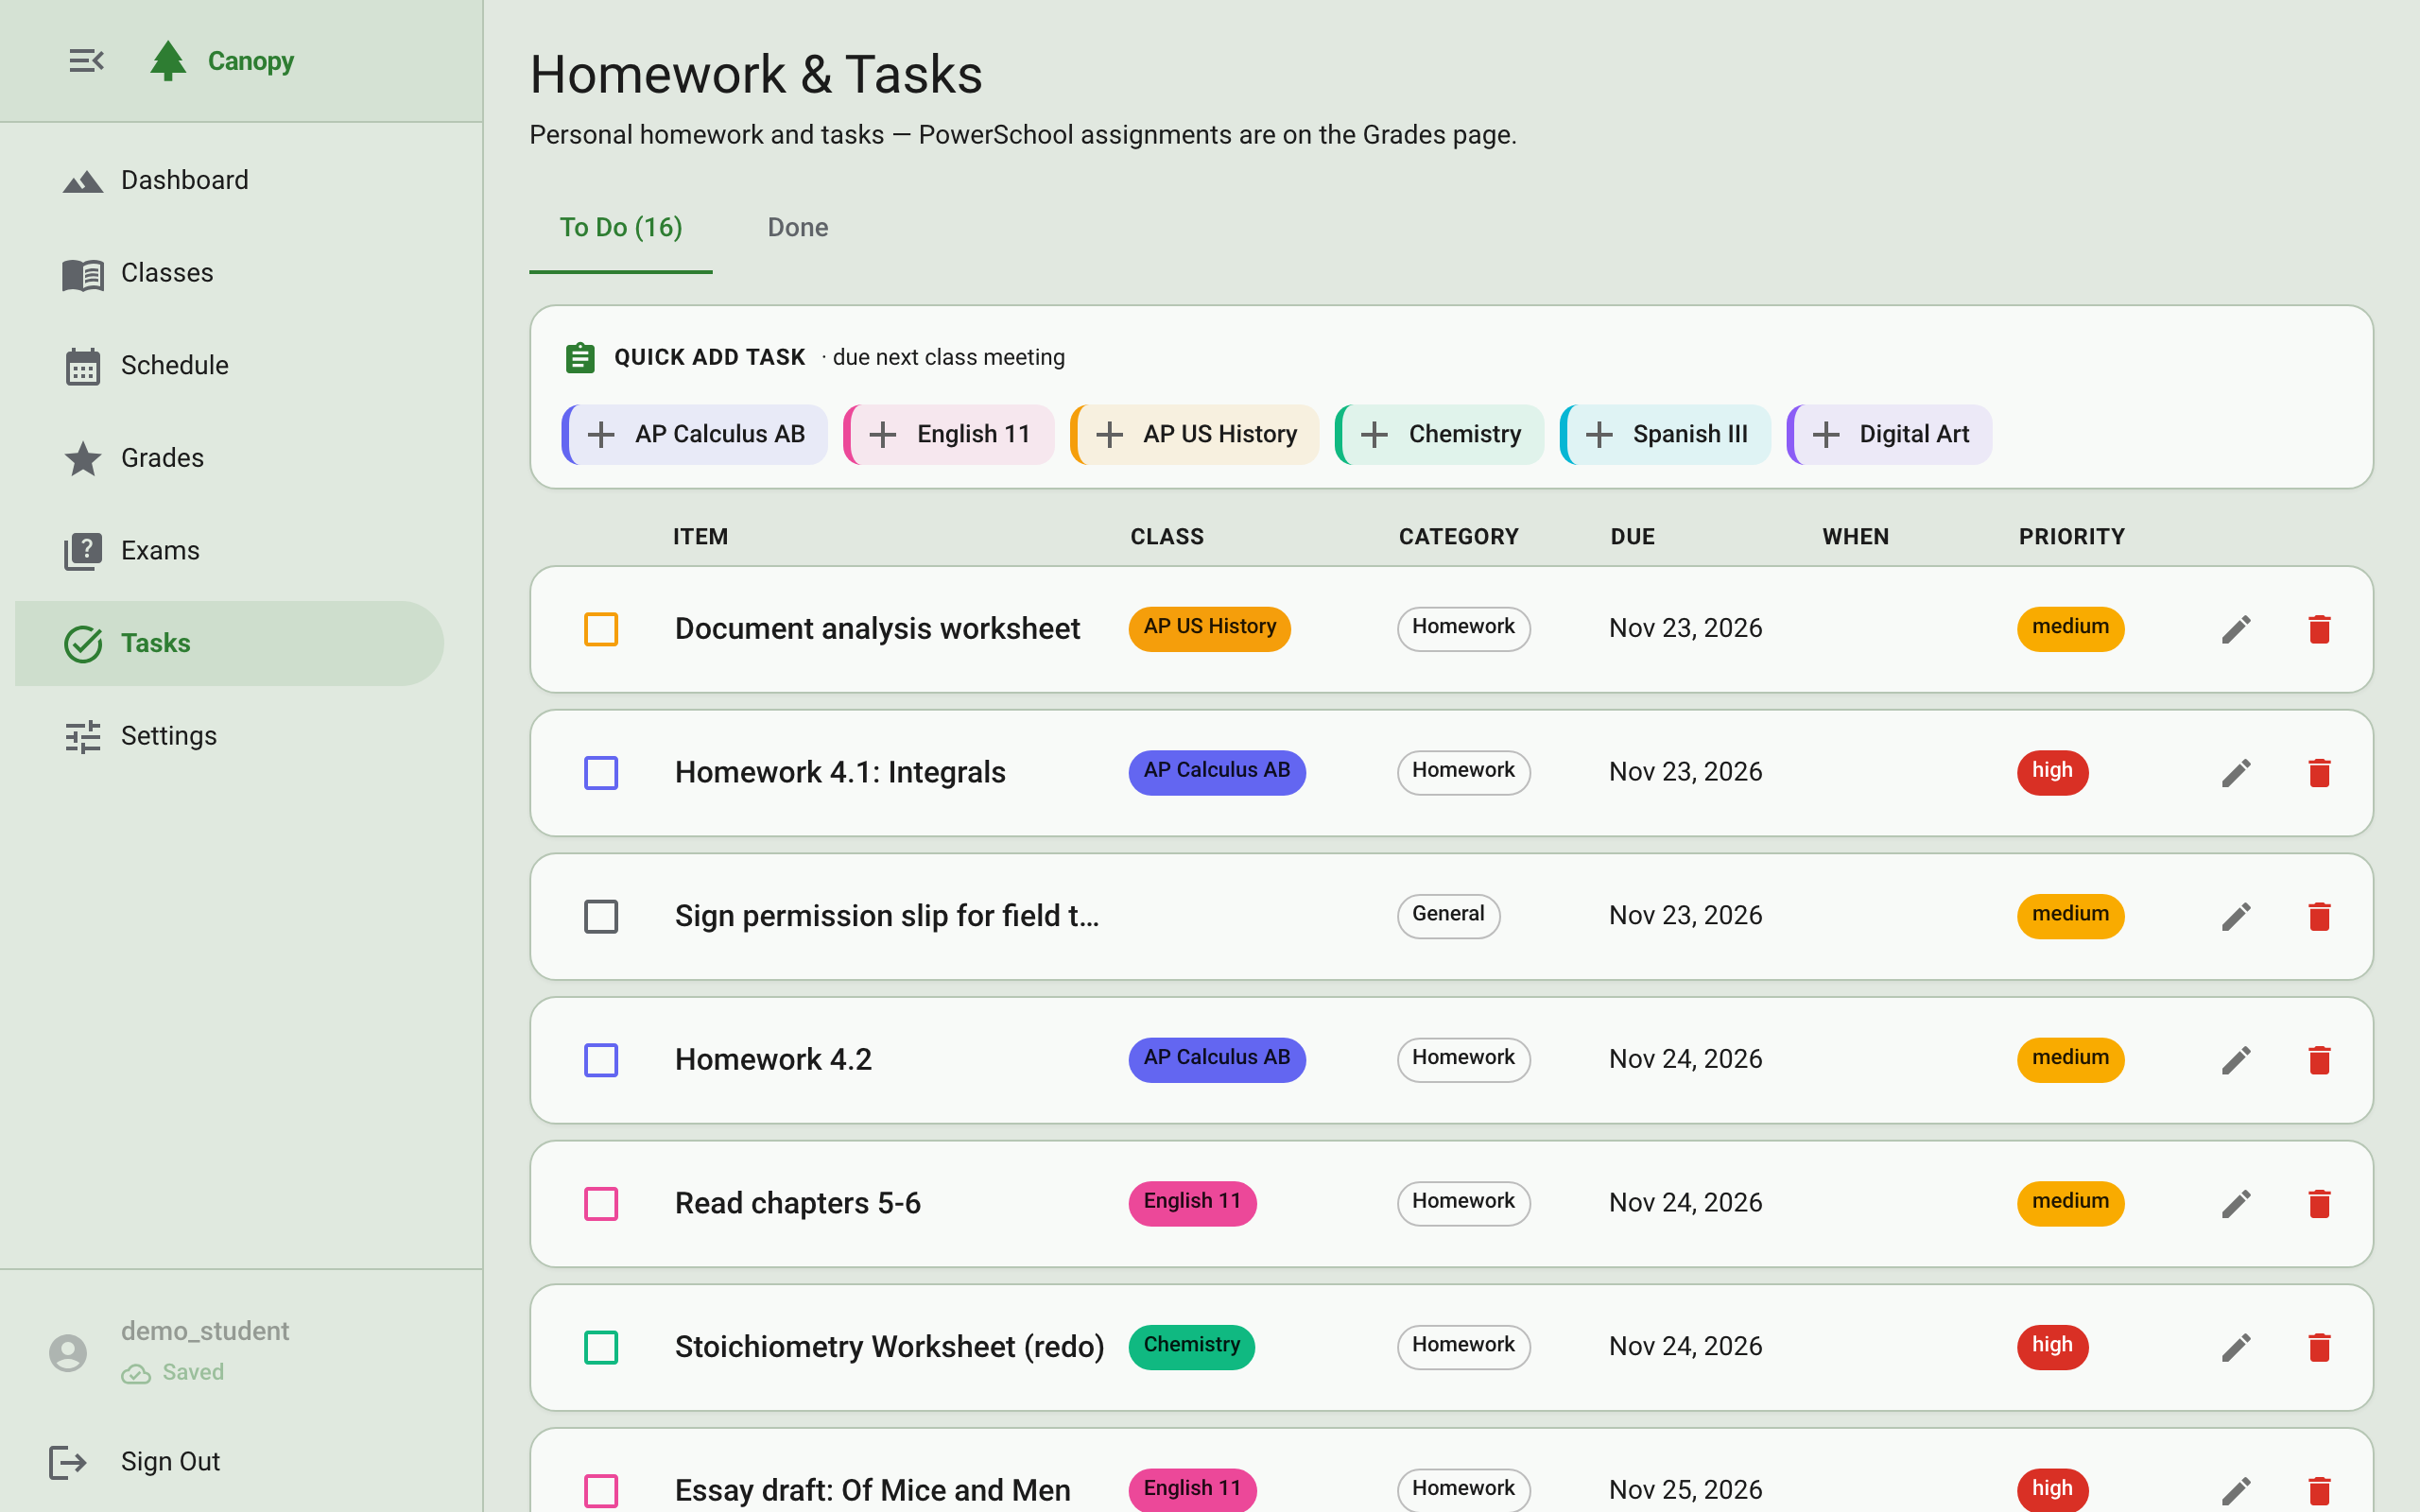 Canopy
Dashboard
Classes
Schedule
Grades
Exams
Tasks
Settings
demo_student
Saved
Sign Out
Homework & Tasks
Personal homework and tasks — PowerSchool assignments are on the Grades page.
To Do (16) Done
QUICK ADD TASK · due next class meeting
AP Calculus AB English 11 AP US History Chemistry Spanish III Digital Art
ITEM CLASS CATEGORY DUE WHEN PRIORITY
Document analysis worksheet AP US History Homework Nov 23, 2026 medium
Homework 4.1: Integrals AP Calculus AB Homework Nov 23, 2026 high
Sign permission slip for field t... General Nov 23, 2026 medium
Homework 4.2 AP Calculus AB Homework Nov 24, 2026 medium
Read chapters 5-6 English 11 Homework Nov 24, 2026 medium
Stoichiometry Worksheet (redo) Chemistry Homework Nov 24, 2026 high
Essay draft: Of Mice and Men English 11 Homework Nov 25, 2026 high